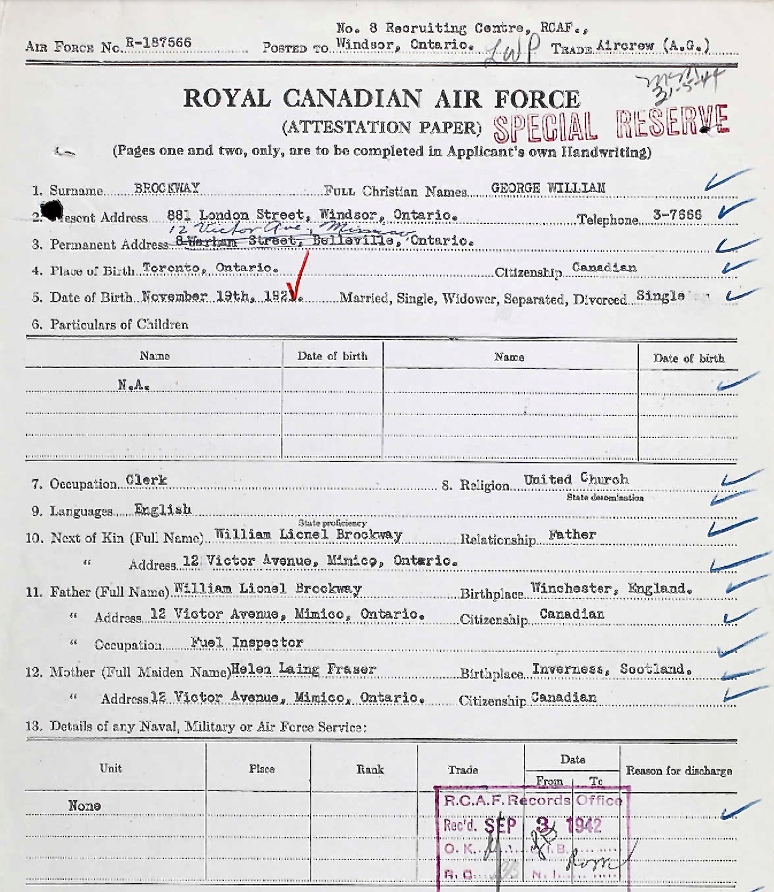 No. 8 Recruiting Centre, RCAF.,
AIR FORCE No. R-187566 POSTED TO Windsor, Ontario. LWP TRADE Aircrew (A.G.)
31-5-44
ROYAL CANADIAN AIR FORCE
(ATTESTATION PAPER) SPECIAL RESERVE
(Pages one and two, only, are to be completed in Applicant's own Handwriting)
1. Surname BROCKWAY FULL Christian Names GEORGE WILLIAM
2. Present Address 881 London Street, Windsor, Ontario. Telephone 3-7666
12 Victor Ave, Mimico
3. Permanent Address 8 Warham Street, Belleville, Ontario.
4. Place of Birth Toronto, Ontario. Citizenship Canadian
5. Date of Birth November 19th, 1921. Married, Single, Widower, Separated, Divorced Single
6. Particulars of Children
Name Date of birth Name Date of birth
N.A.
7. Occupation Clerk 8. Religion United Church
State denomination
9. Languages English
State proficiency
10. Next of Kin (Full Name) William Lionel Brockway Relationship Father
" Address 12 Victor Avenue, Mimico, Ontario.
11. Father (Full Name) William Lionel Brockway Birthplace Winchester, England.
" Address 12 Victor Avenue, Mimico, Ontario. Citizenship Canadian
" Occupation Fuel Inspector
12. Mother (Full Maiden Name) Helen Laing Fraser Birthplace Inverness, Scotland.
" Address 12 Victor Avenue, Mimico, Ontario. Citizenship Canadian
13. Details of any Naval, Military or Air Force Service:
Unit Place Rank Trade Date Reason for discharge
From To
None
R.C.A.F. Records Office
Rec'd. SEP 3 1942
O. K. N.I.B.
R. C. N. I.